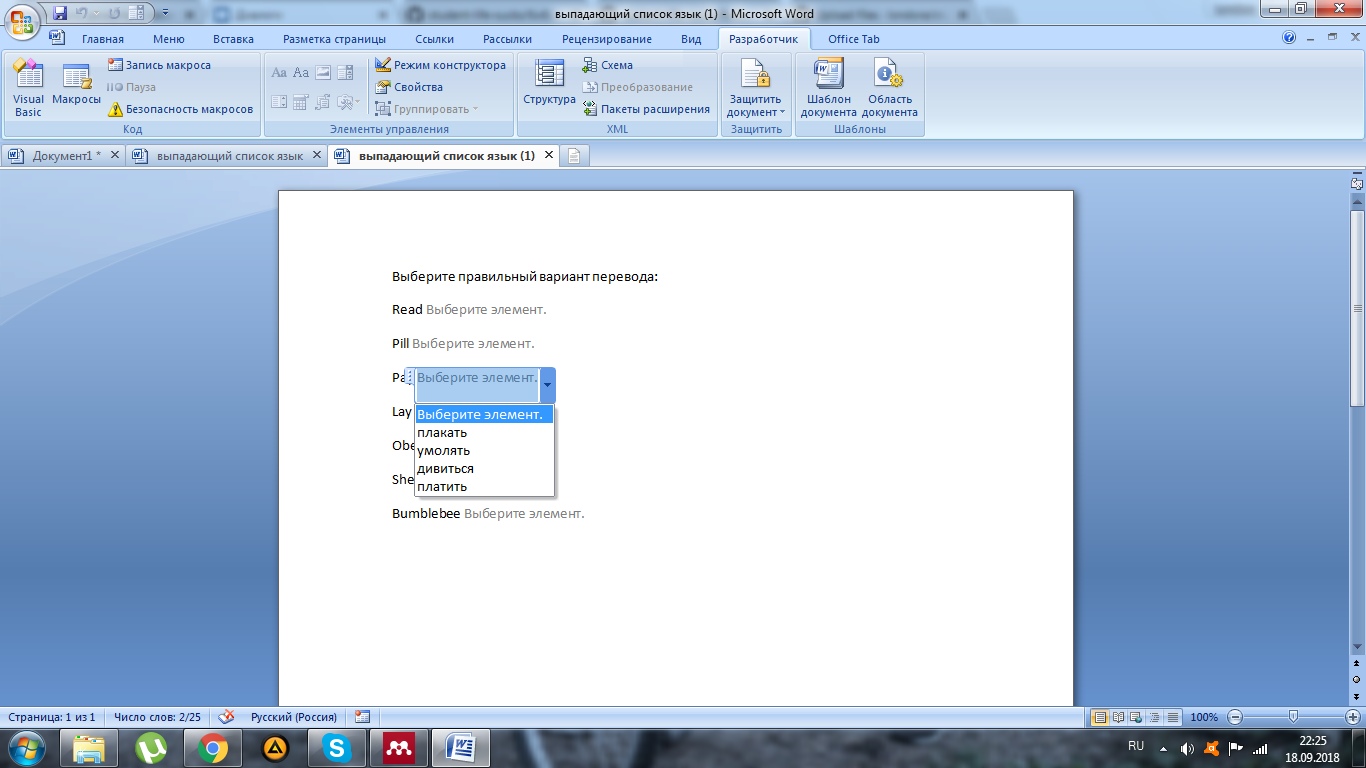 выпадающий список язык (1) - Microsoft Word
Главная Меню Вставка Разметка страницы Ссылки Рассылки Рецензирование Вид Разработчик Office Tab
Visual Basic
Макросы
Запись макроса
Пауза
Безопасность макросов
Код
Aa Aa
Режим конструктора
Свойства
Группировать
Элементы управления
Структура
Схема
Преобразование
Пакеты расширения
XML
Защитить документ
Защитить
Шаблон документа
Область документа
Шаблоны
Документ1 * выпадающий список язык выпадающий список язык (1)
Выберите правильный вариант перевода:
Read Выберите элемент.
Pill Выберите элемент.
Pa Выберите элемент.
Выберите элемент.
плакать
умолять
дивиться
платить
Lay
Obe
She
Bumblebee Выберите элемент.
Страница: 1 из 1 Число слов: 2/25 Русский (Россия) 100%
RU 22:25
18.09.2018